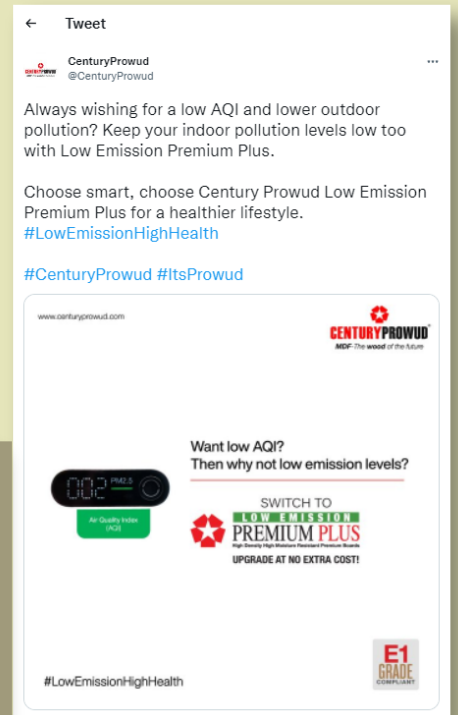 Tweet
CenturyProwud
@CenturyProwud
Always wishing for a low AQI and lower outdoor
pollution? Keep your indoor pollution levels low too
with Low Emission Premium Plus.
Choose smart, choose Century Prowud Low Emission
Premium Plus for a healthier lifestyle.
#LowEmissionHighHealth
#CenturyProwud #ItsProwud
www.centuryprowud.com
CENTURYPROWUD
MDF-The wood of the future
Want low AQI?
Then why not low emission levels?
002 PM2.5
Air Quality Index
(AQI)
SWITCH TO
LOW EMISSION
PREMIUM PLUS
High Density High Moisture Resistant Premium Boards
UPGRADE AT NO EXTRA COST!
#LowEmissionHighHealth
E1
GRADE
COMPLIANT